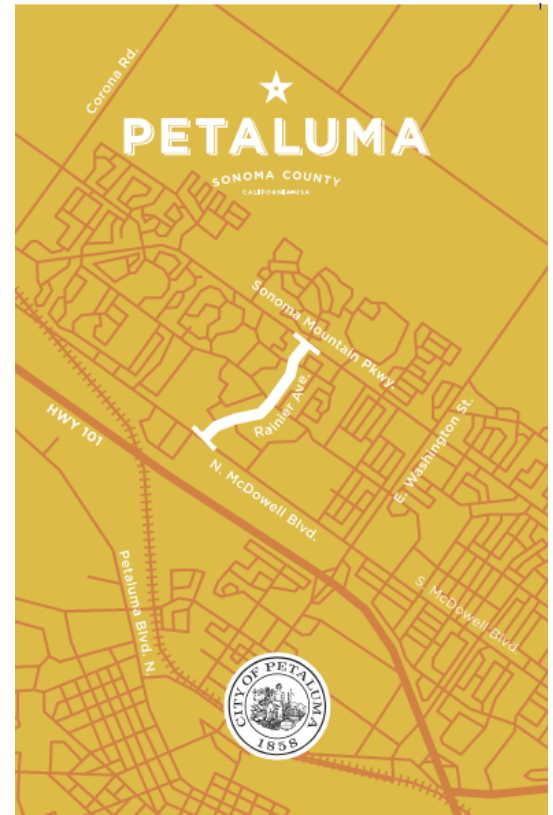 Corona Rd.
PETALUMA
SONOMA COUNTY
CALIFORNIA USA
Sonoma Mountain Pkwy.
Rainier Ave.
E. Washington St.
HWY 101
N. McDowell Blvd.
Petaluma Blvd. N.
S. McDowell Blvd.
CITY OF PETALUMA
1858